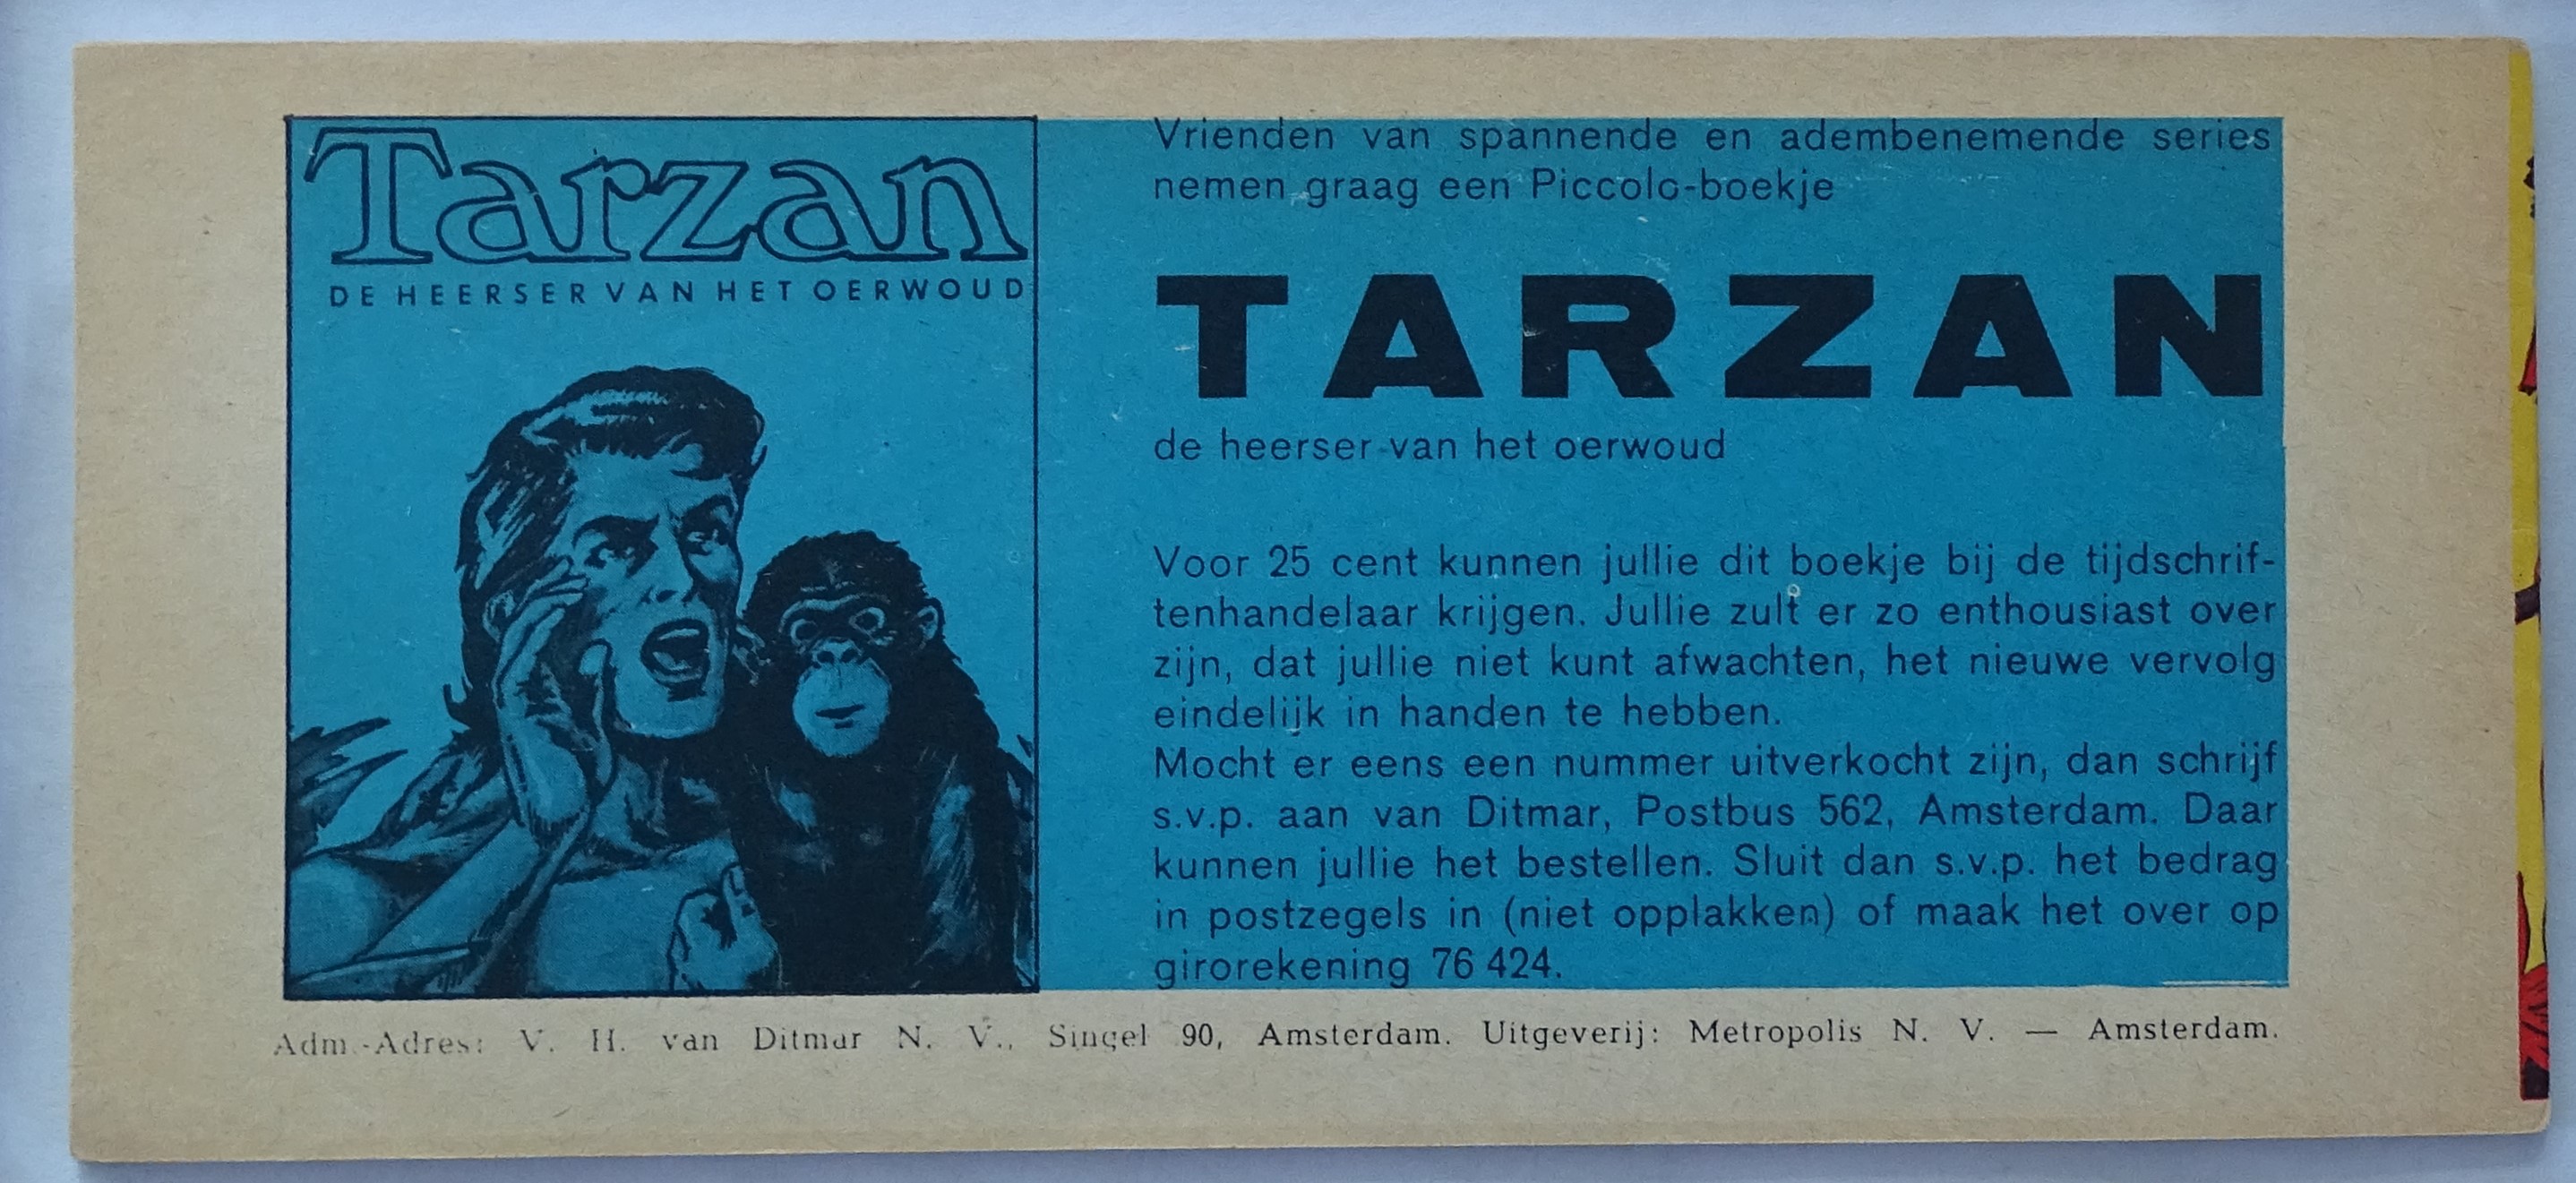 Tarzan
DE HEERSER VAN HET OERWOUD
Vrienden van spannende en adembenemende series
nemen graag een Piccolo-boekje
TARZAN
de heerser van het oerwoud
Voor 25 cent kunnen jullie dit boekje bij de tijdschrif-
tenhandelaar krijgen. Jullie zult er zo enthousiast over
zijn, dat jullie niet kunt afwachten, het nieuwe vervolg
eindelijk in handen te hebben.
Mocht er eens een nummer uitverkocht zijn, dan schrijf
s.v.p. aan van Ditmar, Postbus 562, Amsterdam. Daar
kunnen jullie het bestellen. Sluit dan s.v.p. het bedrag
in postzegels in (niet opplakken) of maak het over op
girorekening 76 424.
Adm.-Adres: V. H. van Ditmar N. V., Singel 90, Amsterdam. Uitgeverij: Metropolis N. V. — Amsterdam.